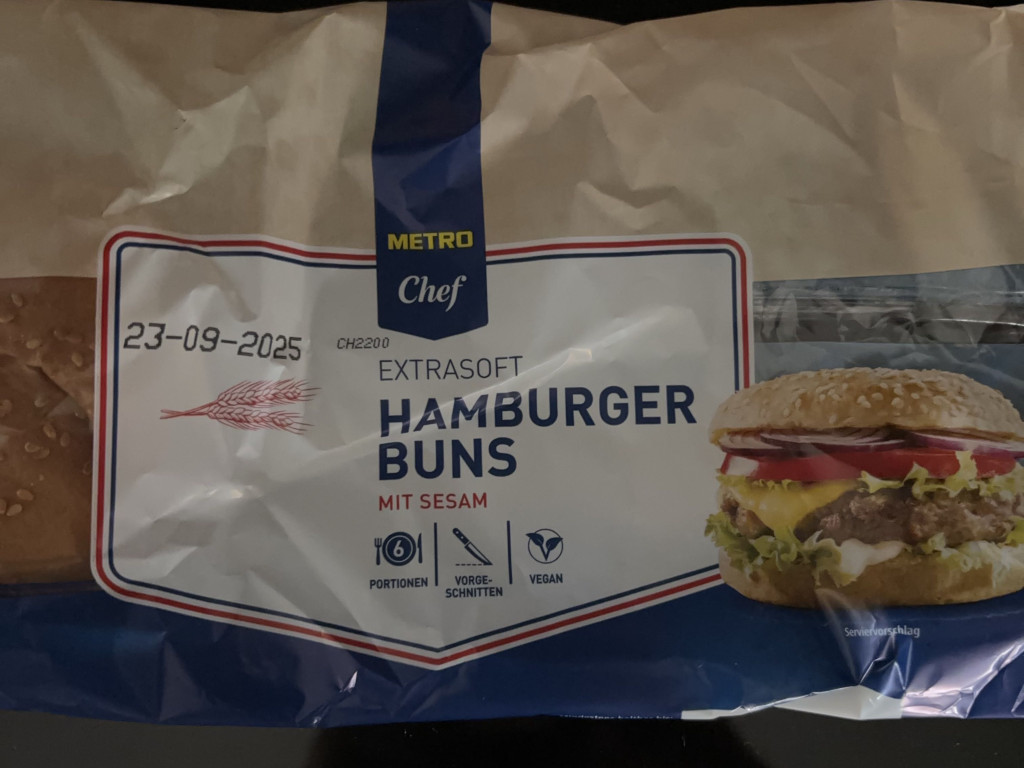 METRO
Chef
23-09-2025
CH2200
EXTRASOFT
HAMBURGER
BUNS
MIT SESAM
6
PORTIONEN
VORGE-
SCHNITTEN
VEGAN
Serviervorschlag